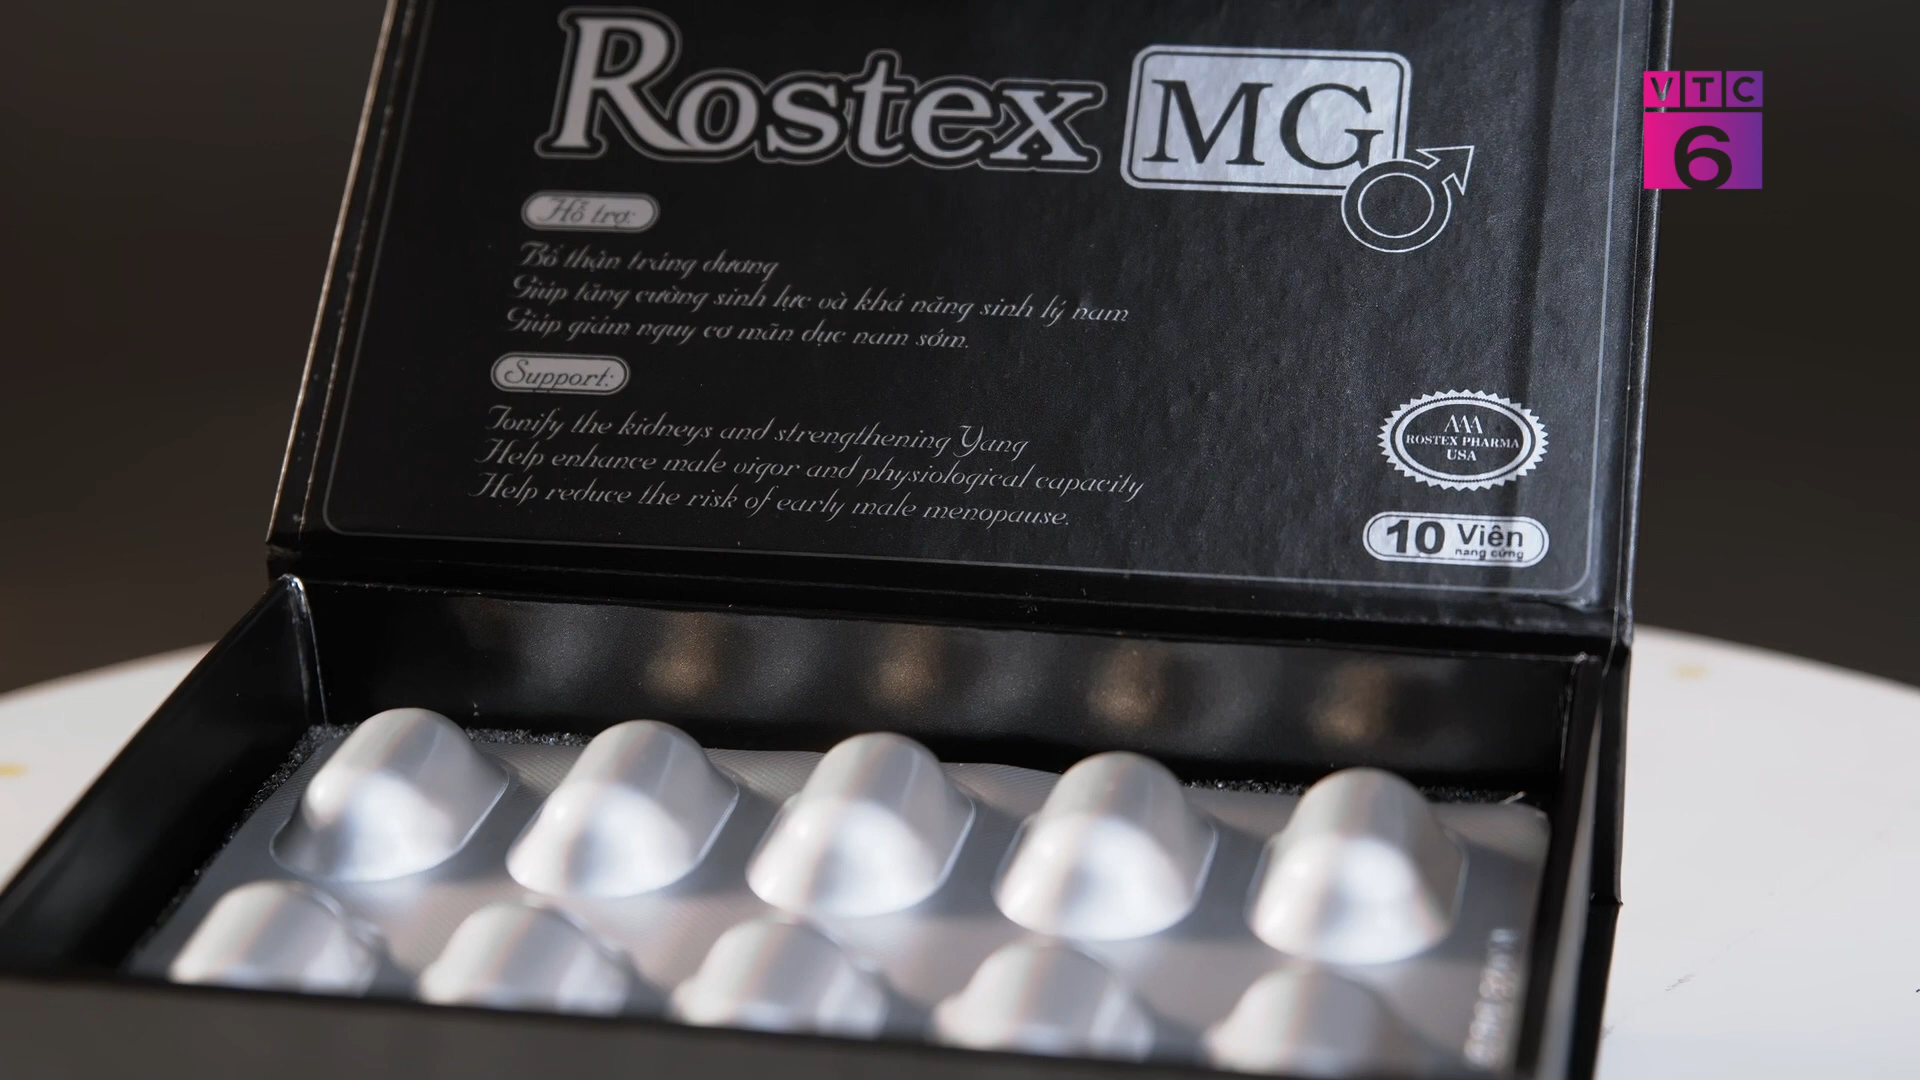 Rostex MG
VTC
6
Hỗ trợ:
Bổ thận tráng dương
Giúp tăng cường sinh lực và khả năng sinh lý nam
Giúp giảm nguy cơ mãn dục nam sớm.
Support:
Tonify the kidneys and strengthening Yang
Help enhance male vigor and physiological capacity
Help reduce the risk of early male menopause.
ROSTEX PHARMA
USA
10 Viên
nang cứng